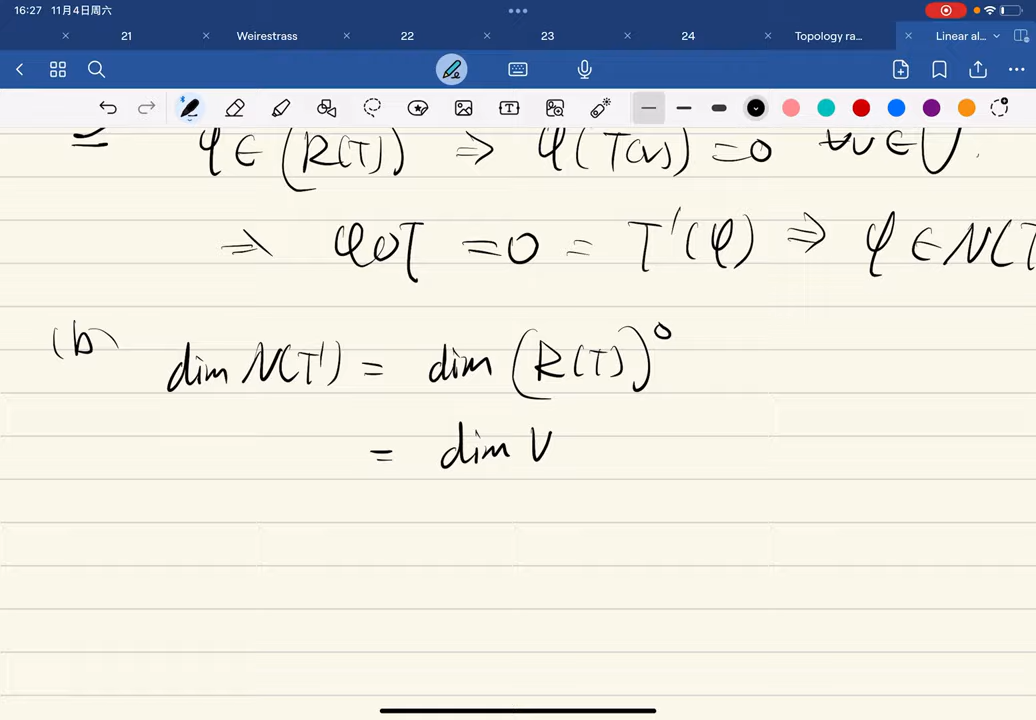 16:27 11月4日周六
21 Weirestrass 22 23 24 Topology ra... Linear al...
φ ∈ (R(T)) ⇒ φ(T(v)) = 0 ∀v ∈ V.
⇒ φ∘T = 0 = T'(φ) ⇒ φ ∈ N(T
(b) dim N(T') = dim (R(T))⁰
= dim V